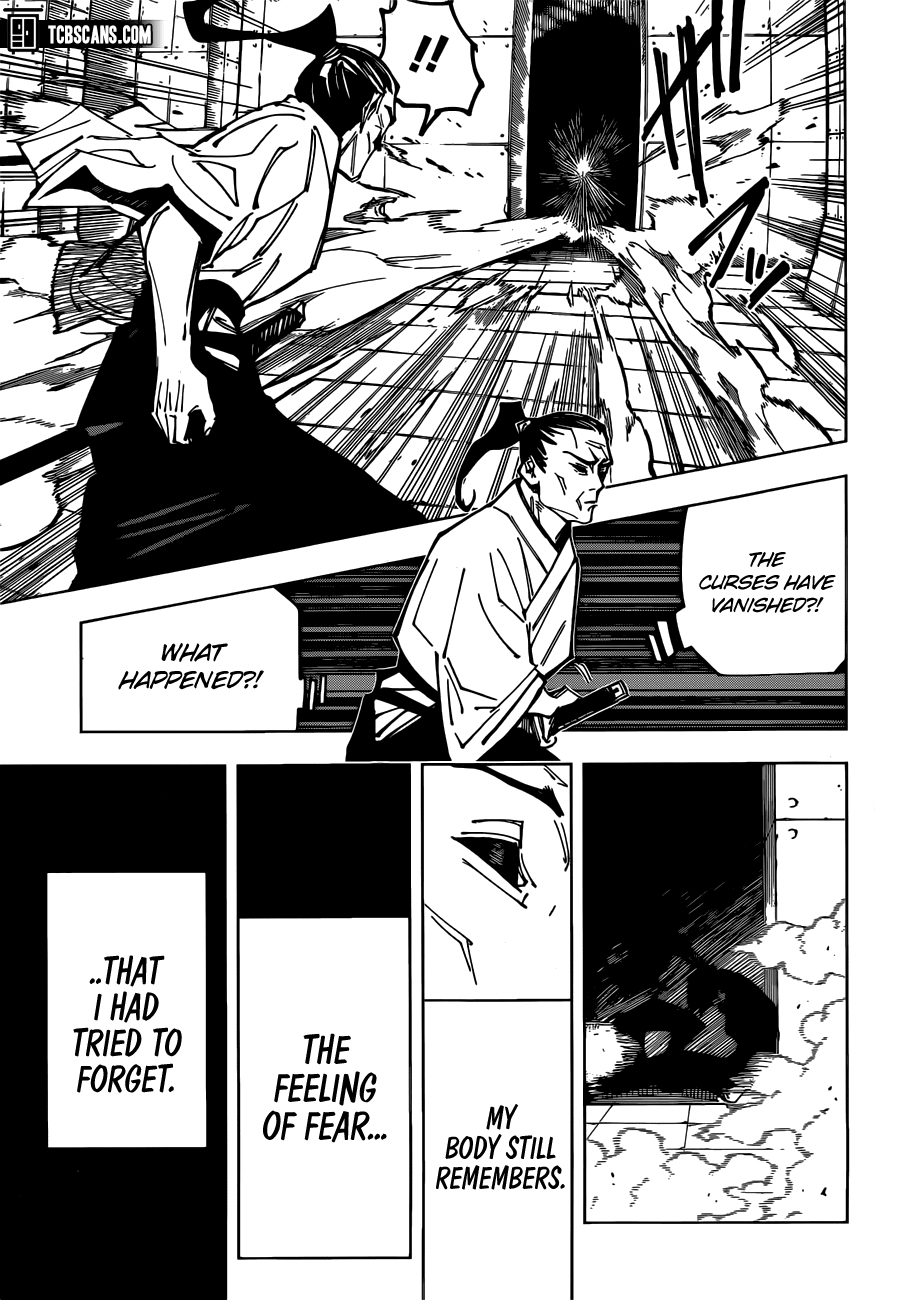 TCBSCANS.COM
!!
THE
CURSES HAVE
VANISHED?!
WHAT
HAPPENED?!
MY
BODY STILL
REMEMBERS.
THE
FEELING
OF FEAR...
..THAT
I HAD
TRIED TO
FORGET.